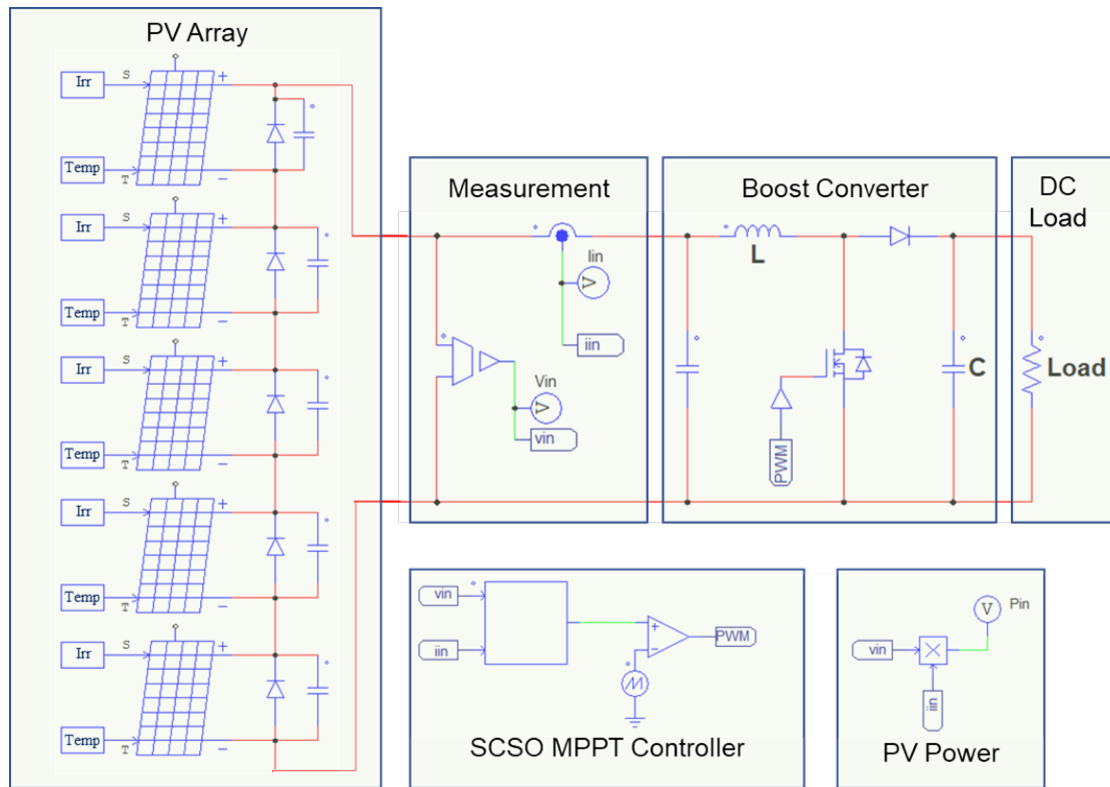 PV Array
Irr
S
+
Temp
T
−
Irr
S
+
Temp
T
−
Irr
S
+
Temp
T
−
Irr
S
+
Temp
T
−
Irr
S
+
Temp
T
−
Measurement
Iin
V
iin
Vin
V
vin
Boost Converter
L
PWM
C
DC
Load
Load
vin
iin
+
−
PWM
SCSO MPPT Controller
V
Pin
vin
iin
PV Power